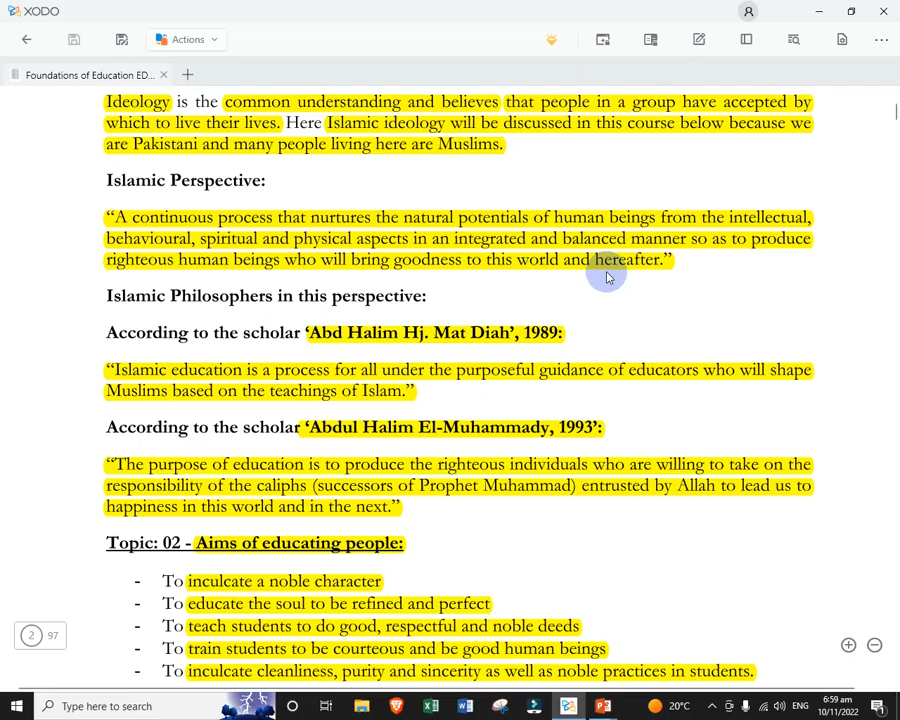 XODO
Actions
Foundations of Education ED...
Ideology is the common understanding and believes that people in a group have accepted by
which to live their lives. Here Islamic ideology will be discussed in this course below because we
are Pakistani and many people living here are Muslims.
Islamic Perspective:
“A continuous process that nurtures the natural potentials of human beings from the intellectual,
behavioural, spiritual and physical aspects in an integrated and balanced manner so as to produce
righteous human beings who will bring goodness to this world and hereafter.”
Islamic Philosophers in this perspective:
According to the scholar ‘Abd Halim Hj. Mat Diah’, 1989:
“Islamic education is a process for all under the purposeful guidance of educators who will shape
Muslims based on the teachings of Islam.”
According to the scholar ‘Abdul Halim El-Muhammady, 1993’:
“The purpose of education is to produce the righteous individuals who are willing to take on the
responsibility of the caliphs (successors of Prophet Muhammad) entrusted by Allah to lead us to
happiness in this world and in the next.”
Topic: 02 - Aims of educating people:
- To inculcate a noble character
- To educate the soul to be refined and perfect
- To teach students to do good, respectful and noble deeds
- To train students to be courteous and be good human beings
- To inculcate cleanliness, purity and sincerity as well as noble practices in students.
2 97
Type here to search
20°C
ENG
6:59 am
10/11/2022